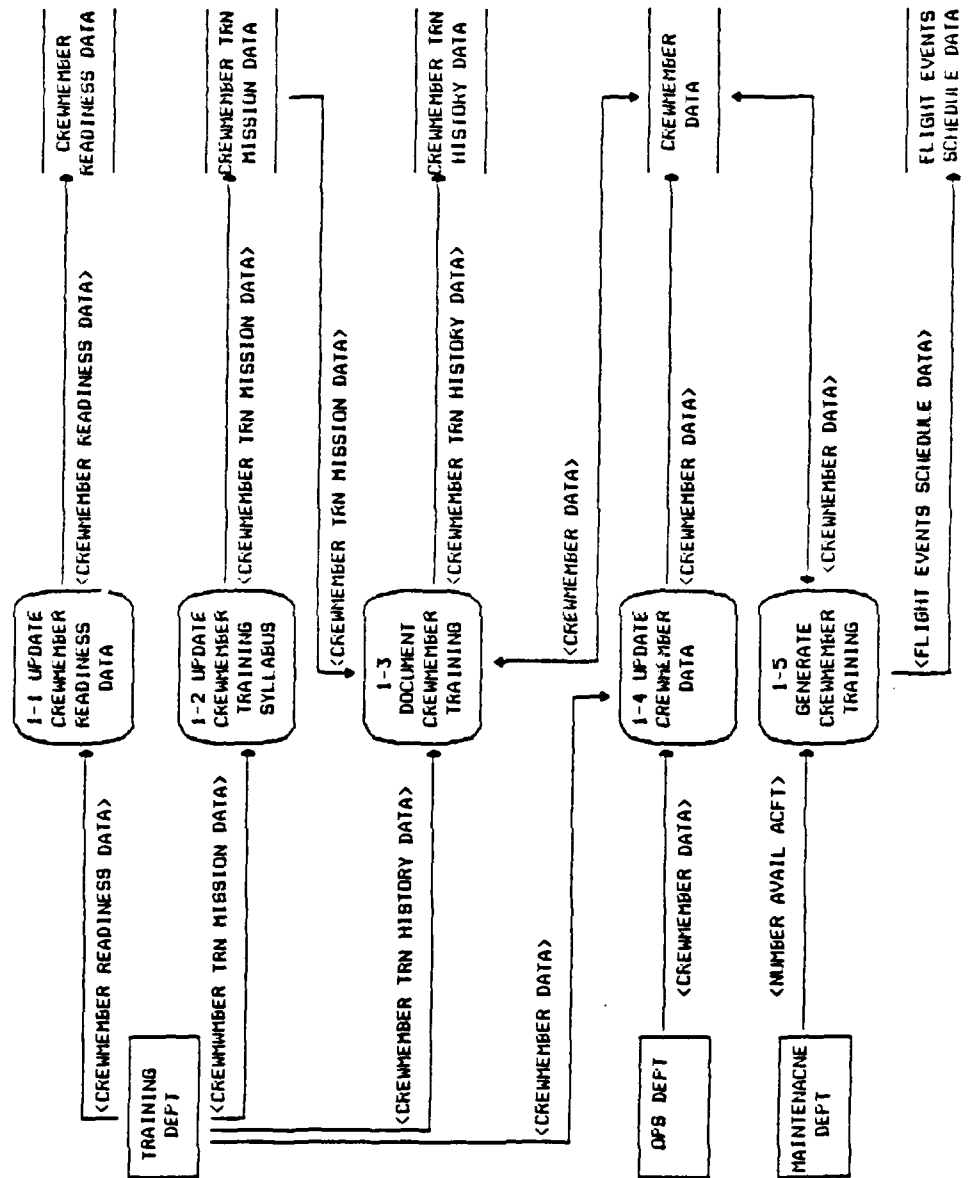 TRAINING
DEPT
OPS DEPT
MAINTENACNE
DEPT
<CREWMEMBER READINESS DATA>
<CREWMWMBER TRN MISSION DATA>
<CREWMEMBER TRN HISTORY DATA>
<CREWMEMBER DATA>
<CREWMEMBER DATA>
<NUMBER AVAIL ACFT>
1-1 UPDATE
CREWMEMBER
READINESS
DATA
1-2 UPDATE
CREWMEMBER
TRAINING
SYLLABUS
1-3
DOCUMENT
CREWMEMBER
TRAINING
1-4 UPDATE
CREWMEMBER
DATA
1-5
GENERATE
CREWMEMBER
TRAINING
<CREWMEMBER READINESS DATA>
<CREWMEMBER TRN MISSION DATA>
<CREWMEMBER TRN MISSION DATA>
<CREWMEMBER TRN HISTORY DATA>
<CREWMEMBER DATA>
<CREWMEMBER DATA>
<CREWMEMBER DATA>
<FLIGHT EVENTS SCHEDULE DATA>
CREWMEMBER
READINESS DATA
CREWMEMBER TRN
MISSION DATA
CREWMEMBER TRN
HISTORY DATA
CREWMEMBER
DATA
FLIGHT EVENTS
SCHEDULE DATA